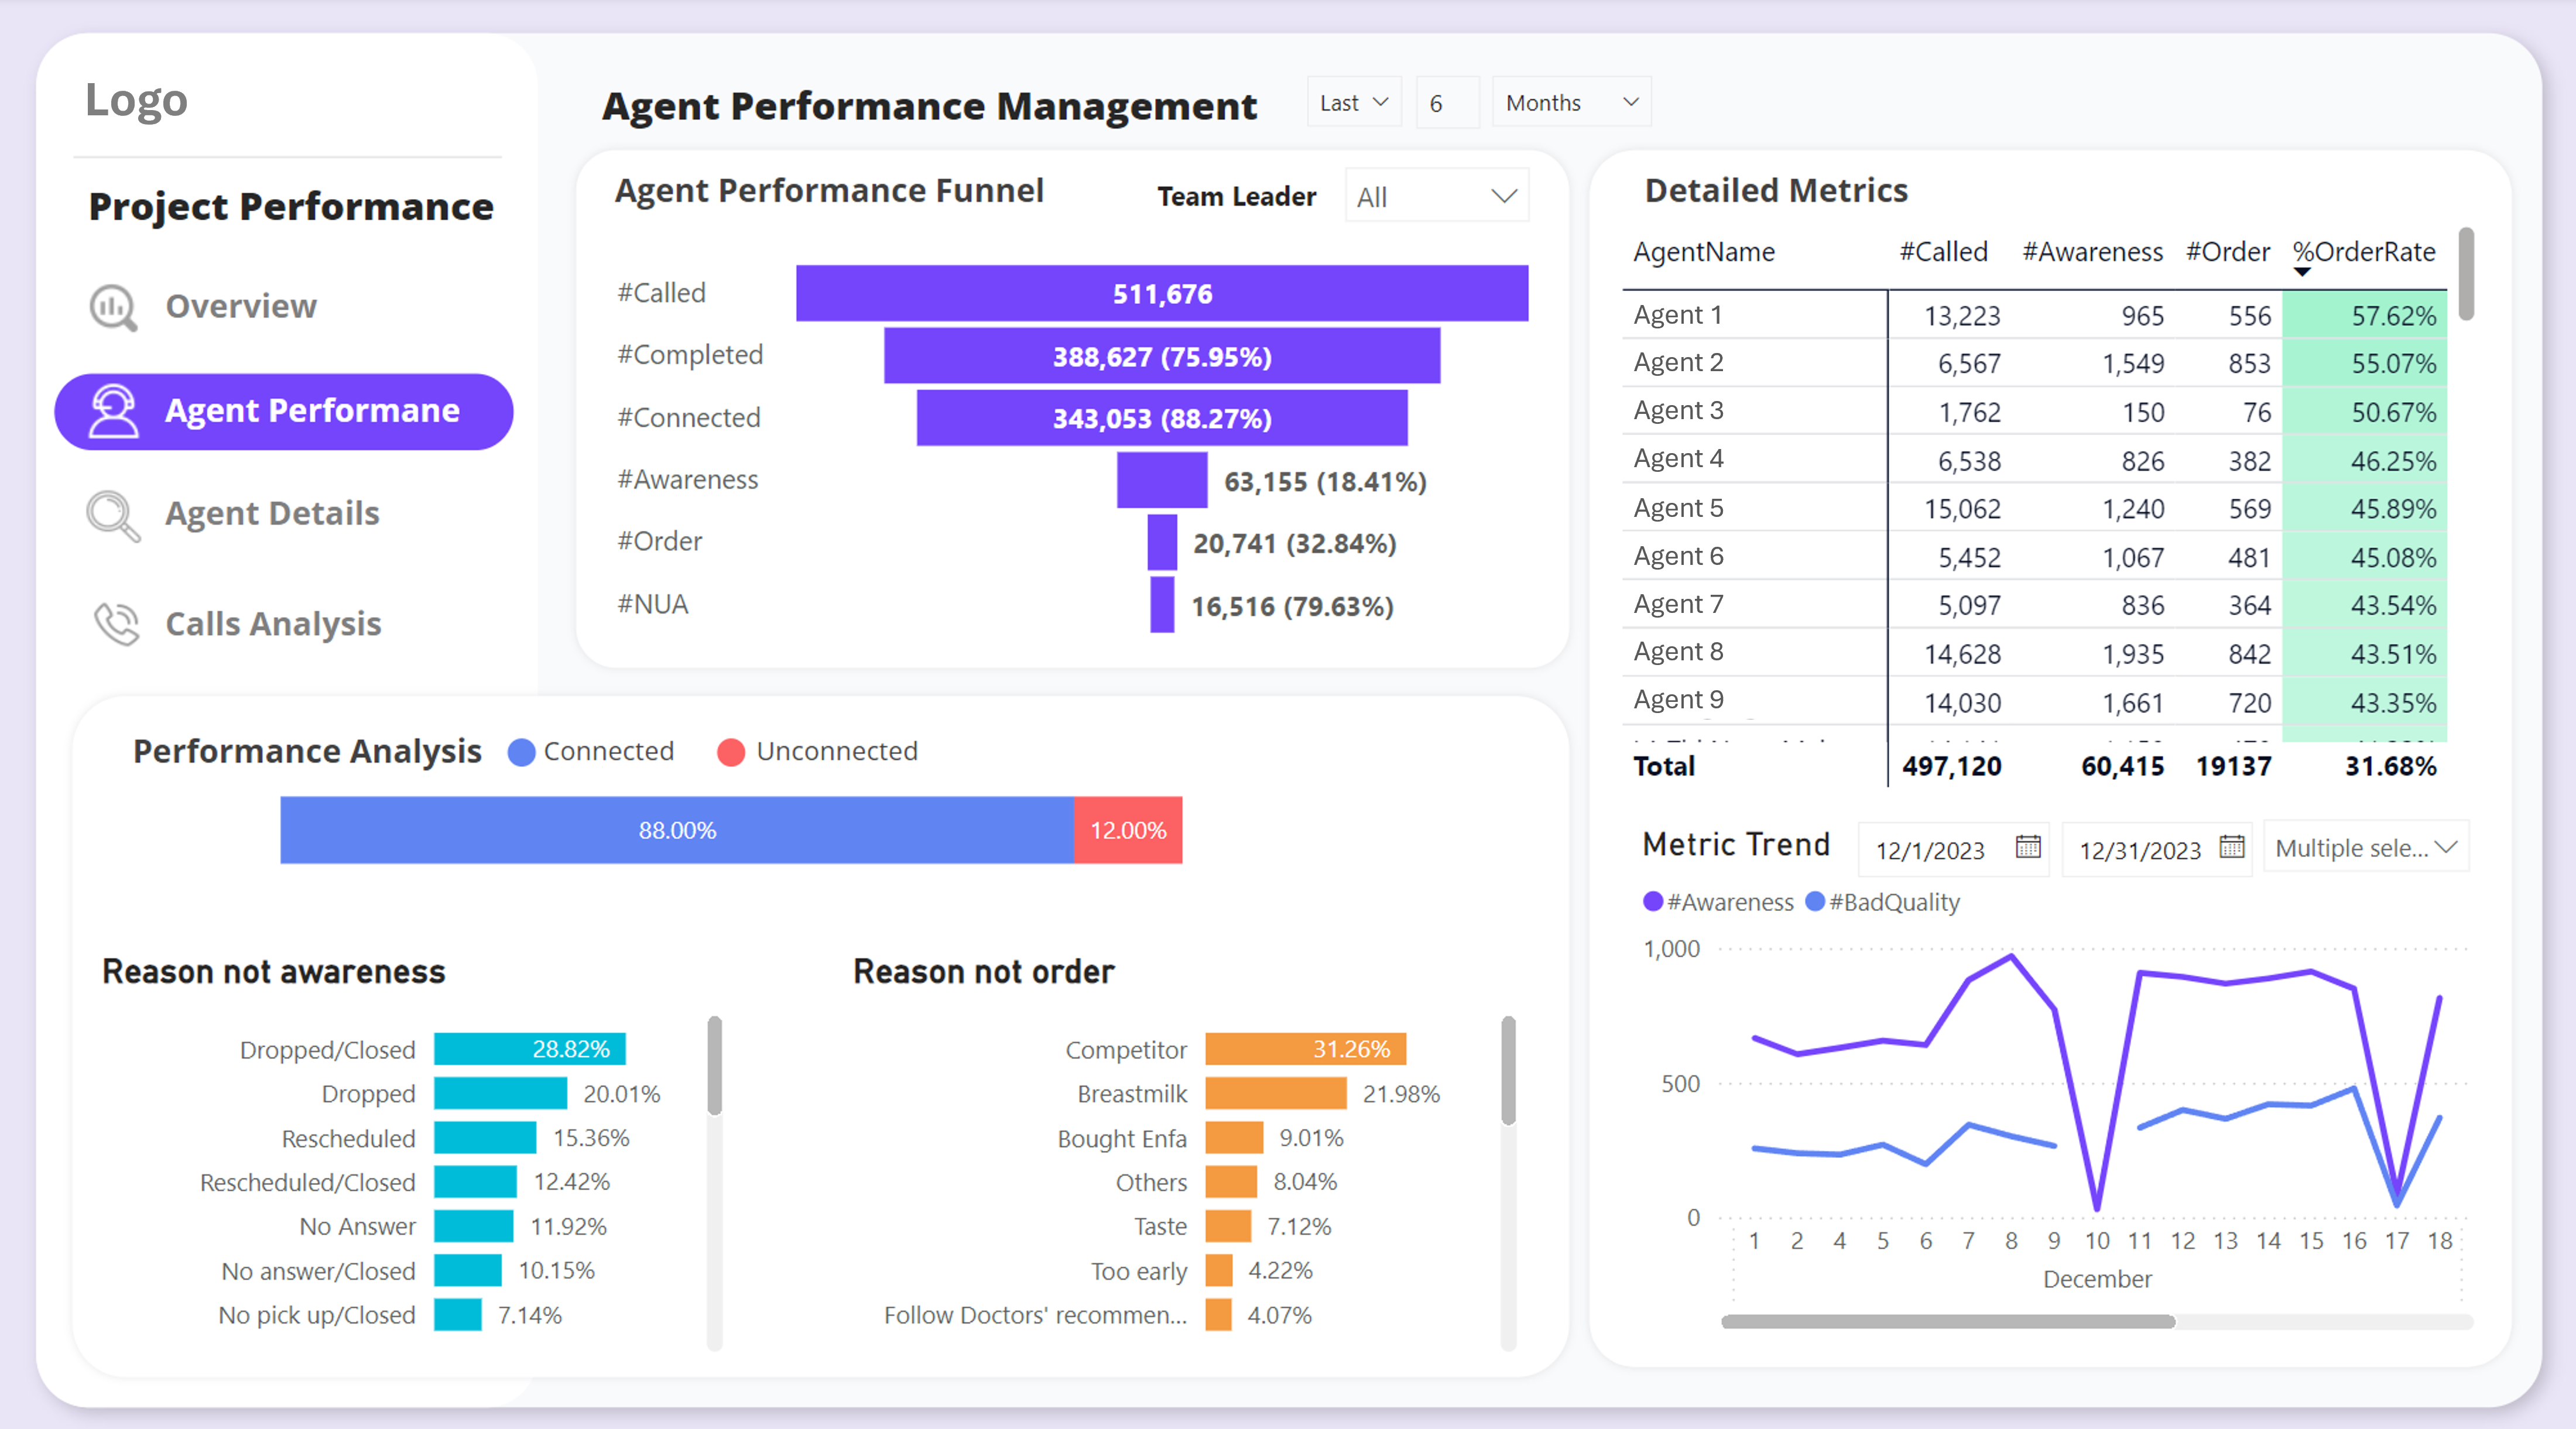 Logo
Project Performance
Overview
Agent Performane
Agent Details
Calls Analysis
Agent Performance Management
Last
6
Months
Agent Performance Funnel
Team Leader
All
#Called 511,676
#Completed 388,627 (75.95%)
#Connected 343,053 (88.27%)
#Awareness 63,155 (18.41%)
#Order 20,741 (32.84%)
#NUA 16,516 (79.63%)
Performance Analysis
Connected
Unconnected
88.00% 12.00%
Reason not awareness
Dropped/Closed 28.82%
Dropped 20.01%
Rescheduled 15.36%
Rescheduled/Closed 12.42%
No Answer 11.92%
No answer/Closed 10.15%
No pick up/Closed 7.14%
Reason not order
Competitor 31.26%
Breastmilk 21.98%
Bought Enfa 9.01%
Others 8.04%
Taste 7.12%
Too early 4.22%
Follow Doctors' recommen... 4.07%
Detailed Metrics
AgentName #Called #Awareness #Order %OrderRate
Agent 1 13,223 965 556 57.62%
Agent 2 6,567 1,549 853 55.07%
Agent 3 1,762 150 76 50.67%
Agent 4 6,538 826 382 46.25%
Agent 5 15,062 1,240 569 45.89%
Agent 6 5,452 1,067 481 45.08%
Agent 7 5,097 836 364 43.54%
Agent 8 14,628 1,935 842 43.51%
Agent 9 14,030 1,661 720 43.35%
Total 497,120 60,415 19137 31.68%
Metric Trend
12/1/2023
12/31/2023
Multiple sele...
#Awareness #BadQuality
1,000
500
0
1 2 4 5 6 7 8 9 10 11 12 13 14 15 16 17 18
December